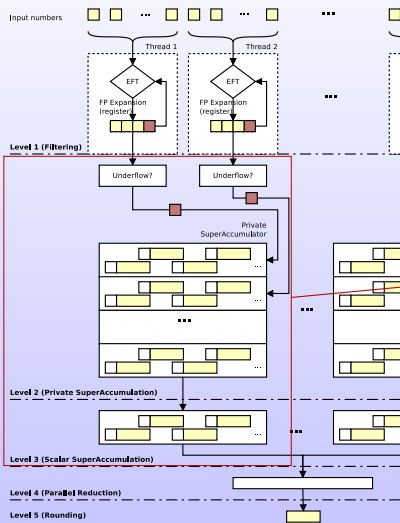 Input numbers
Thread 1
Thread 2
EFT
EFT
FP Expansion
(register)
FP Expansion
(register)
Level 1 (Filtering)
Underflow?
Underflow?
Private
SuperAccumulator
Level 2 (Private SuperAccumulation)
Level 3 (Scalar SuperAccumulation)
Level 4 (Parallel Reduction)
Level 5 (Rounding)